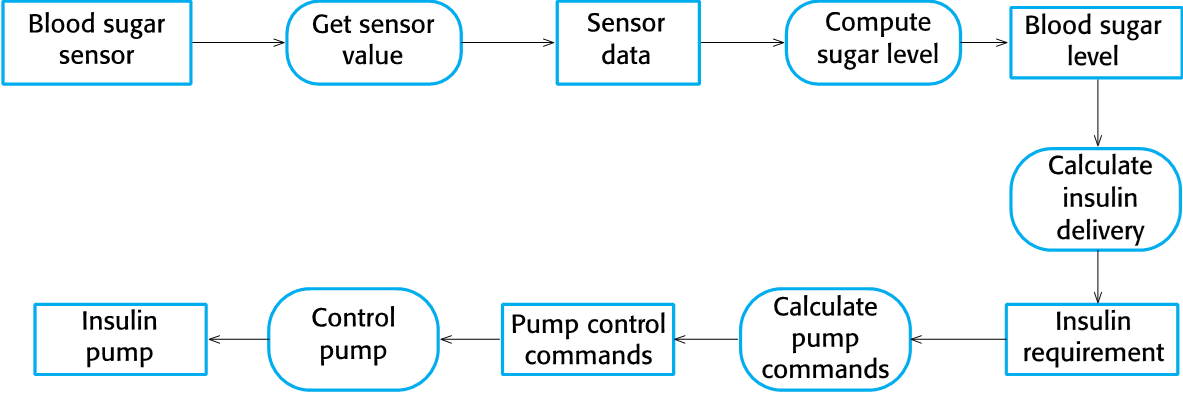 Blood sugar
sensor
Get sensor
value
Sensor
data
Compute
sugar level
Blood sugar
level
Calculate
insulin
delivery
Insulin
requirement
Calculate
pump
commands
Pump control
commands
Control
pump
Insulin
pump